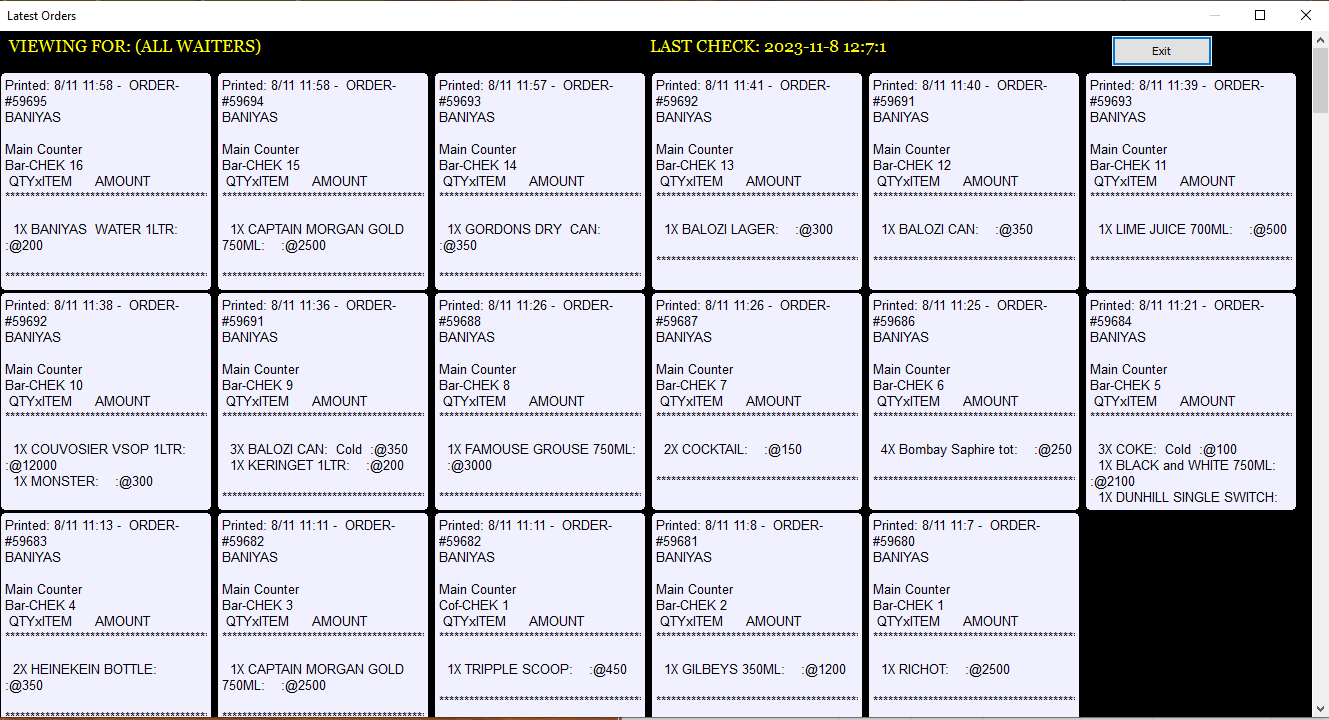 Latest Orders
VIEWING FOR: (ALL WAITERS)
LAST CHECK: 2023-11-8 12:7:1
Exit
Printed: 8/11 11:58 -  ORDER-
#59695
BANIYAS
Main Counter
Bar-CHEK 16
QTYxITEM      AMOUNT
****************************************
1X BANIYAS  WATER 1LTR:
:@200
****************************************
Printed: 8/11 11:58 -  ORDER-
#59694
BANIYAS
Main Counter
Bar-CHEK 15
QTYxITEM      AMOUNT
****************************************
1X CAPTAIN MORGAN GOLD
750ML:    :@2500
****************************************
Printed: 8/11 11:57 -  ORDER-
#59693
BANIYAS
Main Counter
Bar-CHEK 14
QTYxITEM      AMOUNT
****************************************
1X GORDONS DRY  CAN:
:@350
****************************************
Printed: 8/11 11:41 -  ORDER-
#59692
BANIYAS
Main Counter
Bar-CHEK 13
QTYxITEM      AMOUNT
****************************************
1X BALOZI LAGER:    :@300
****************************************
Printed: 8/11 11:40 -  ORDER-
#59691
BANIYAS
Main Counter
Bar-CHEK 12
QTYxITEM      AMOUNT
****************************************
1X BALOZI CAN:    :@350
****************************************
Printed: 8/11 11:39 -  ORDER-
#59693
BANIYAS
Main Counter
Bar-CHEK 11
QTYxITEM      AMOUNT
****************************************
1X LIME JUICE 700ML:    :@500
****************************************
Printed: 8/11 11:38 -  ORDER-
#59692
BANIYAS
Main Counter
Bar-CHEK 10
QTYxITEM      AMOUNT
****************************************
1X COUVOSIER VSOP 1LTR:
:@12000
1X MONSTER:    :@300
Printed: 8/11 11:36 -  ORDER-
#59691
BANIYAS
Main Counter
Bar-CHEK 9
QTYxITEM      AMOUNT
****************************************
3X BALOZI CAN:  Cold  :@350
1X KERINGET 1LTR:    :@200
****************************************
Printed: 8/11 11:26 -  ORDER-
#59688
BANIYAS
Main Counter
Bar-CHEK 8
QTYxITEM      AMOUNT
****************************************
1X FAMOUSE GROUSE 750ML:
:@3000
****************************************
Printed: 8/11 11:26 -  ORDER-
#59687
BANIYAS
Main Counter
Bar-CHEK 7
QTYxITEM      AMOUNT
****************************************
2X COCKTAIL:    :@150
****************************************
Printed: 8/11 11:25 -  ORDER-
#59686
BANIYAS
Main Counter
Bar-CHEK 6
QTYxITEM      AMOUNT
****************************************
4X Bombay Saphire tot:    :@250
****************************************
Printed: 8/11 11:21 -  ORDER-
#59684
BANIYAS
Main Counter
Bar-CHEK 5
QTYxITEM      AMOUNT
****************************************
3X COKE:  Cold  :@100
1X BLACK and WHITE 750ML:
:@2100
1X DUNHILL SINGLE SWITCH:
Printed: 8/11 11:13 -  ORDER-
#59683
BANIYAS
Main Counter
Bar-CHEK 4
QTYxITEM      AMOUNT
****************************************
2X HEINEKEIN BOTTLE:
:@350
****************************************
Printed: 8/11 11:11 -  ORDER-
#59682
BANIYAS
Main Counter
Bar-CHEK 3
QTYxITEM      AMOUNT
****************************************
1X CAPTAIN MORGAN GOLD
750ML:    :@2500
****************************************
Printed: 8/11 11:11 -  ORDER-
#59682
BANIYAS
Main Counter
Cof-CHEK 1
QTYxITEM      AMOUNT
****************************************
1X TRIPPLE SCOOP:    :@450
****************************************
Printed: 8/11 11:8 -  ORDER-
#59681
BANIYAS
Main Counter
Bar-CHEK 2
QTYxITEM      AMOUNT
****************************************
1X GILBEYS 350ML:    :@1200
****************************************
Printed: 8/11 11:7 -  ORDER-
#59680
BANIYAS
Main Counter
Bar-CHEK 1
QTYxITEM      AMOUNT
****************************************
1X RICHOT:    :@2500
****************************************